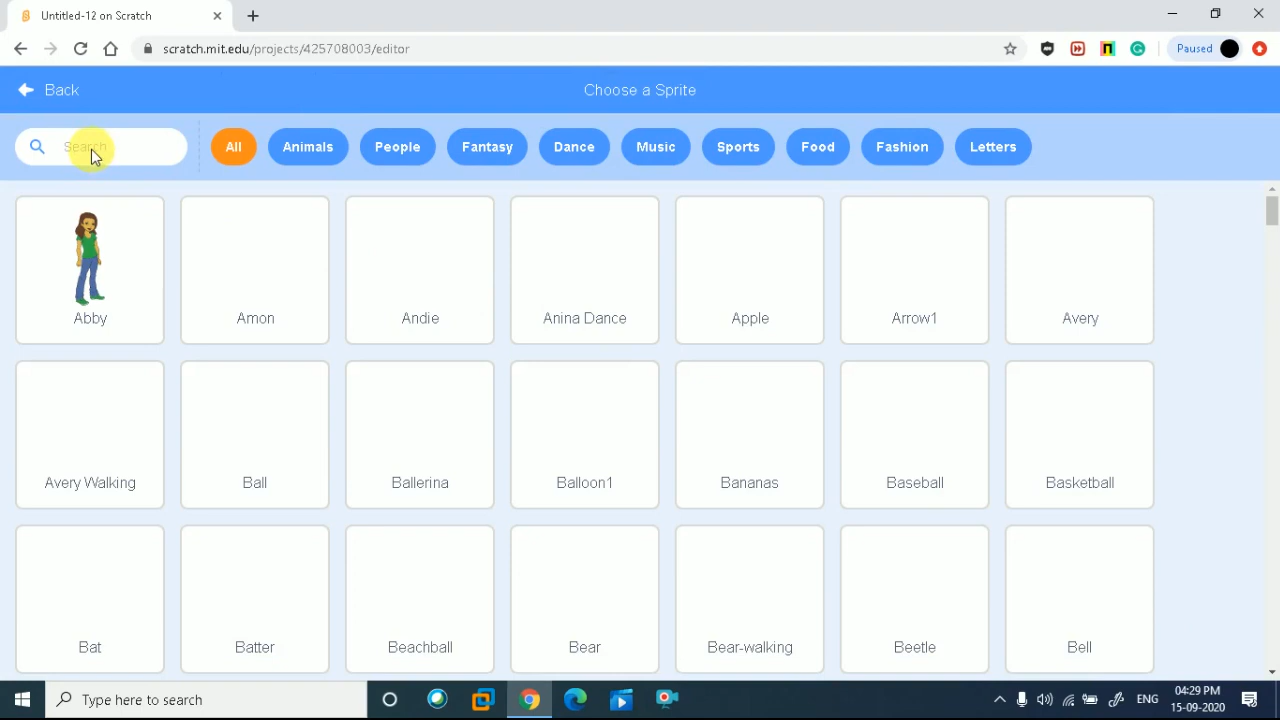 Untitled-12 on Scratch
scratch.mit.edu/projects/425708003/editor
Paused
Back
Choose a Sprite
Search
All
Animals
People
Fantasy
Dance
Music
Sports
Food
Fashion
Letters
Abby
Amon
Andie
Anina Dance
Apple
Arrow1
Avery
Avery Walking
Ball
Ballerina
Balloon1
Bananas
Baseball
Basketball
Bat
Batter
Beachball
Bear
Bear-walking
Beetle
Bell
Type here to search
ENG
04:29 PM
15-09-2020